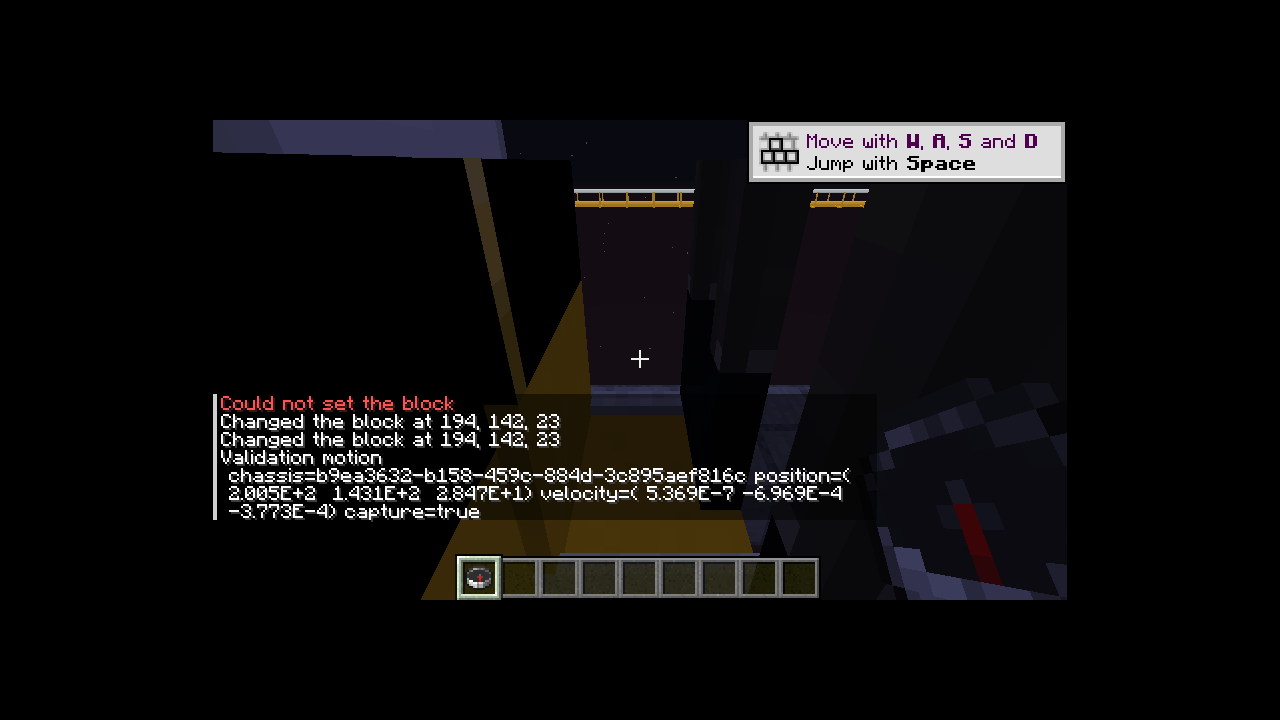 Move with W, A, S and D
Jump with Space
Could not set the block
Changed the block at 194, 142, 23
Changed the block at 194, 142, 23
Validation motion
chassis=b9ea3632-b158-459c-884d-3c895aef816c position=(
2.005E+2 1.431E+2 2.847E+1) velocity=( 5.369E-7 -6.969E-4
-3.773E-4) capture=true